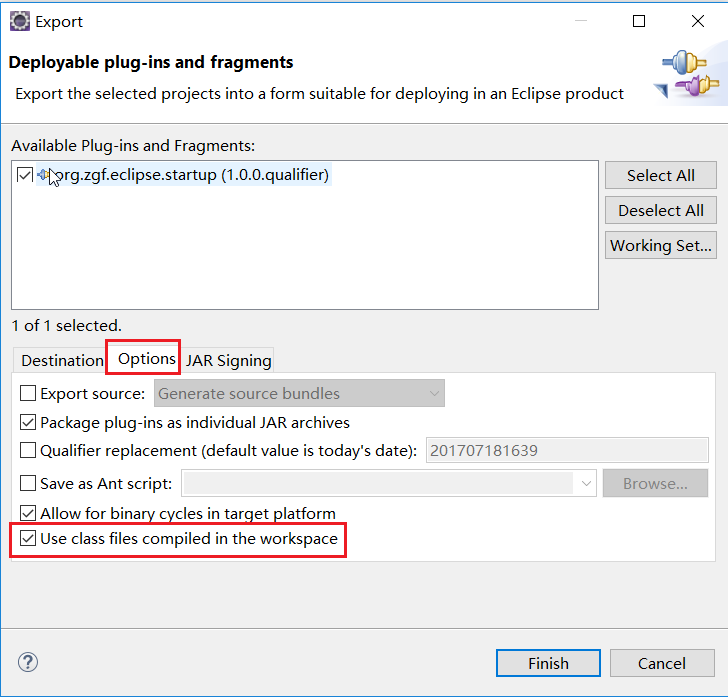 Export
Deployable plug-ins and fragments
Export the selected projects into a form suitable for deploying in an Eclipse product
Available Plug-ins and Fragments:
org.zgf.eclipse.startup (1.0.0.qualifier)
Select All
Deselect All
Working Set...
1 of 1 selected.
Destination Options JAR Signing
Export source: Generate source bundles
Package plug-ins as individual JAR archives
Qualifier replacement (default value is today's date): 201707181639
Save as Ant script: Browse...
Allow for binary cycles in target platform
Use class files compiled in the workspace
? Finish Cancel